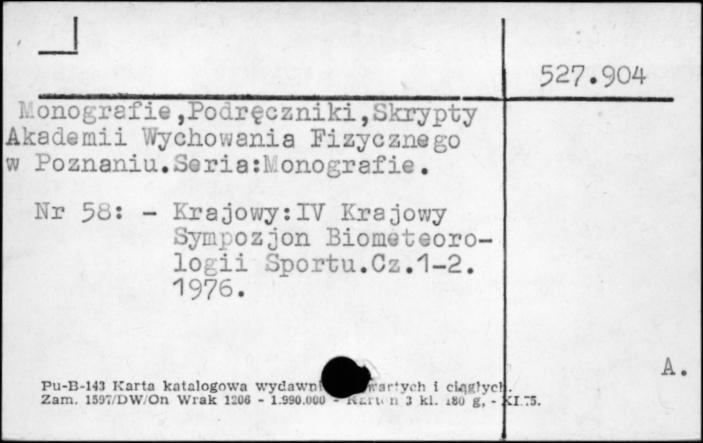 527.904
Monografie,Podręczniki,Skrypty
Akademii Wychowania Fizycznego
w Poznaniu.Seria:Monografie.
Nr 58: - Krajowy:IV Krajowy
Sympozjon Biometeoro-
logii Sportu.Cz.1-2.
1976.
A.
Pu-B-143 Karta katalogowa i ciągłych.
Zam. 1597/DW/On Wrak 1206 - 1.990.000 - n 3 kl. 180 g, - XI.75.